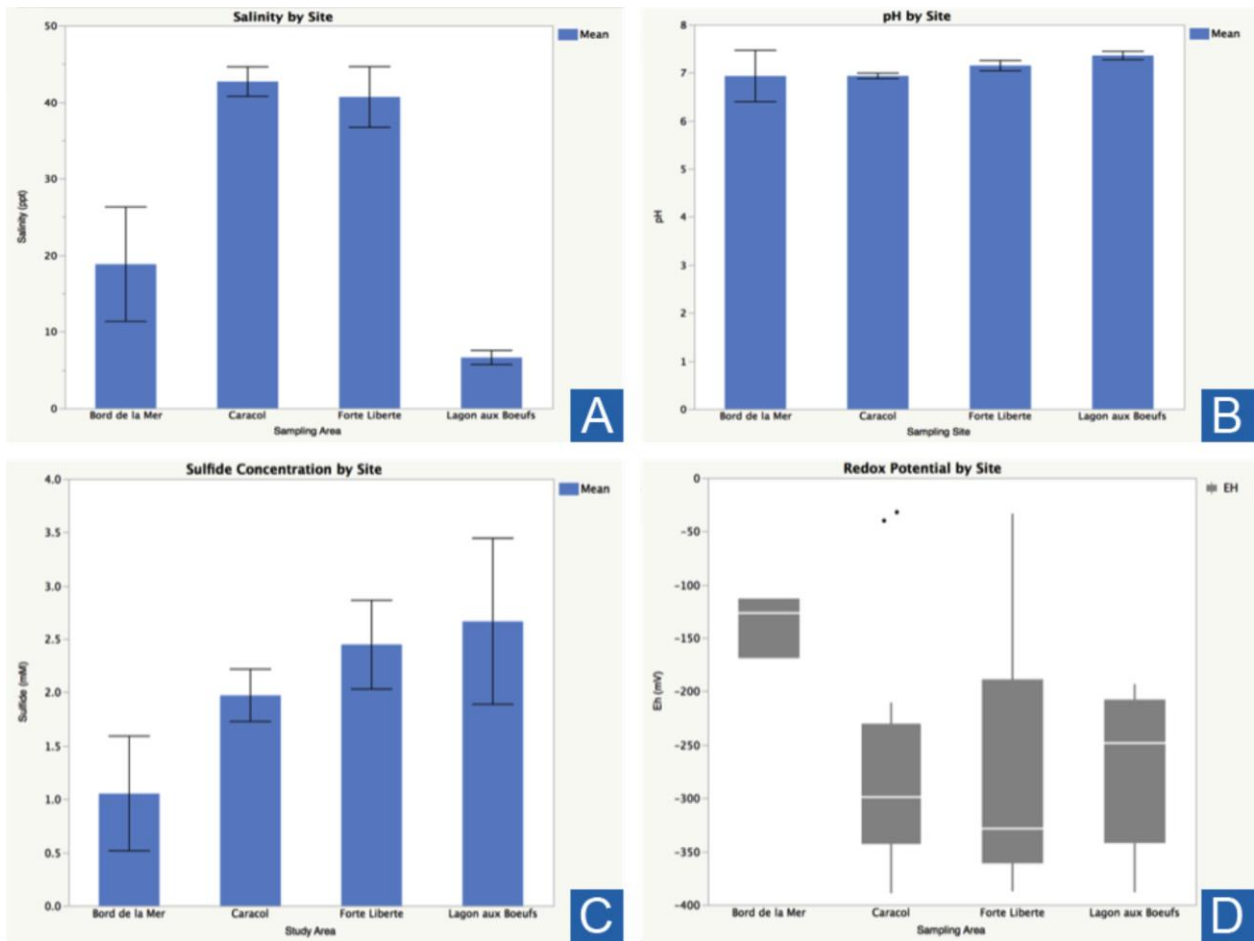 Salinity by Site
Mean
50
40
30
20
10
0
Salinity (ppt)
Bord de la Mer Caracol Forte Liberte Lagon aux Boeufs
Sampling Area
A
pH by Site
Mean
8
7
6
5
4
3
2
1
0
pH
Bord de la Mer Caracol Forte Liberte Lagon aux Boeufs
Sampling Site
B
Sulfide Concentration by Site
Mean
4.0
3.5
3.0
2.5
2.0
1.5
1.0
0.5
0.0
Sulfide (mM)
Bord de la Mer Caracol Forte Liberte Lagon aux Boeufs
Study Area
C
Redox Potential by Site
EH
0
-50
-100
-150
-200
-250
-300
-350
-400
Eh (mV)
Bord de la Mer Caracol Forte Liberte Lagon aux Boeufs
Sampling Area
D